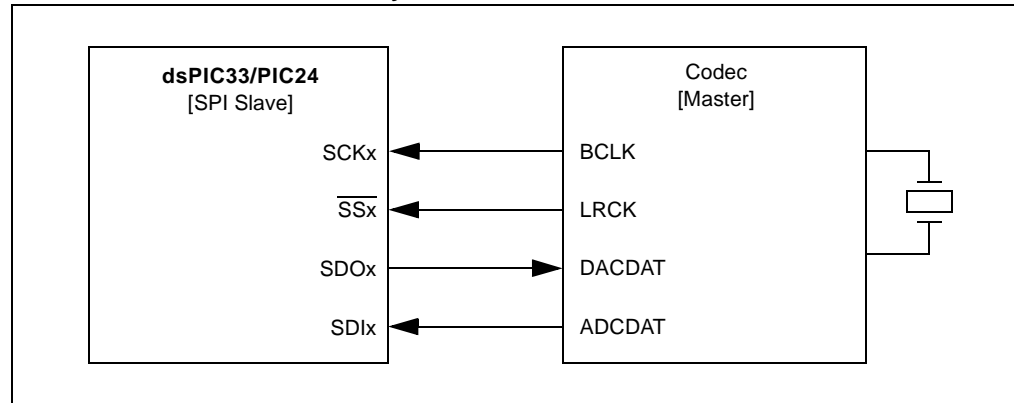 dsPIC33/PIC24
[SPI Slave]
Codec
[Master]
SCKx
BCLK
SSx
LRCK
SDOx
DACDAT
SDIx
ADCDAT